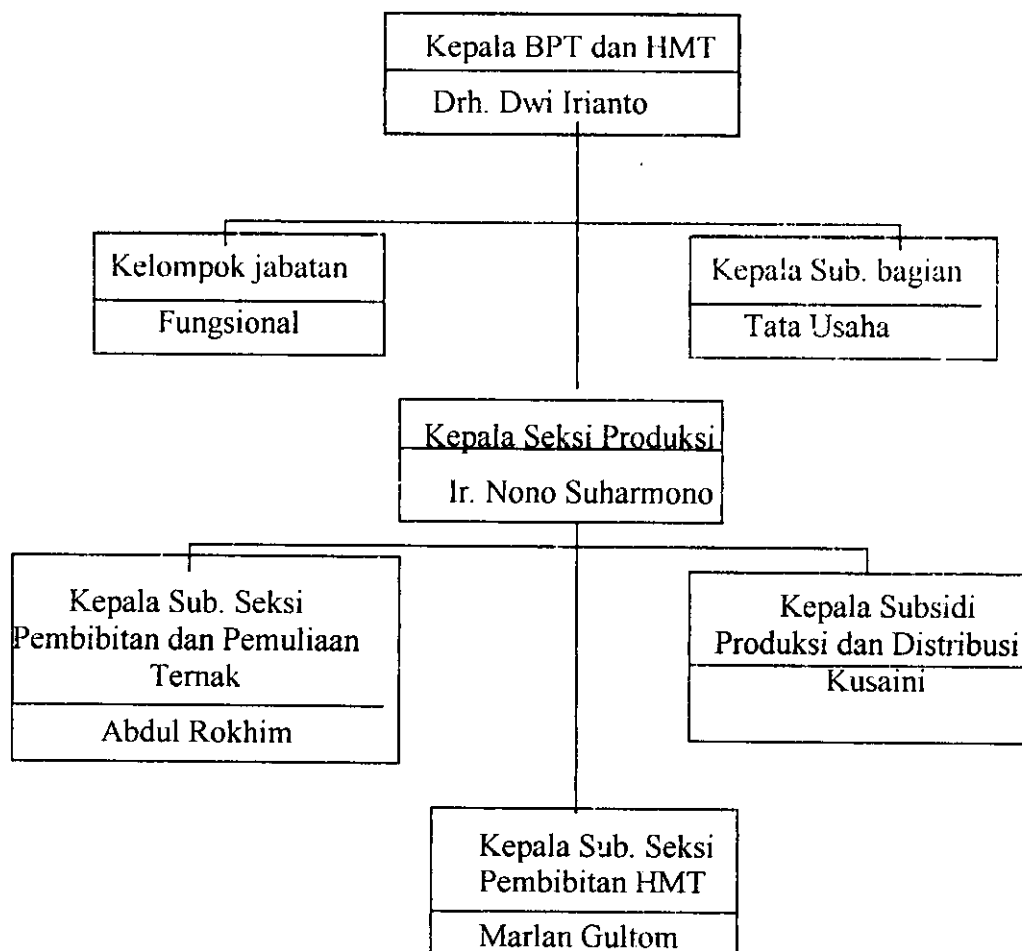 Kepala BPT dan HMT
Drh. Dwi Irianto
Kelompok jabatan
Fungsional
Kepala Sub. bagian
Tata Usaha
Kepala Seksi Produksi
Ir. Nono Suharmono
Kepala Sub. Seksi
Pembibitan dan Pemuliaan
Ternak
Abdul Rokhim
Kepala Subsidi
Produksi dan Distribusi
Kusaini
Kepala Sub. Seksi
Pembibitan HMT
Marlan Gultom